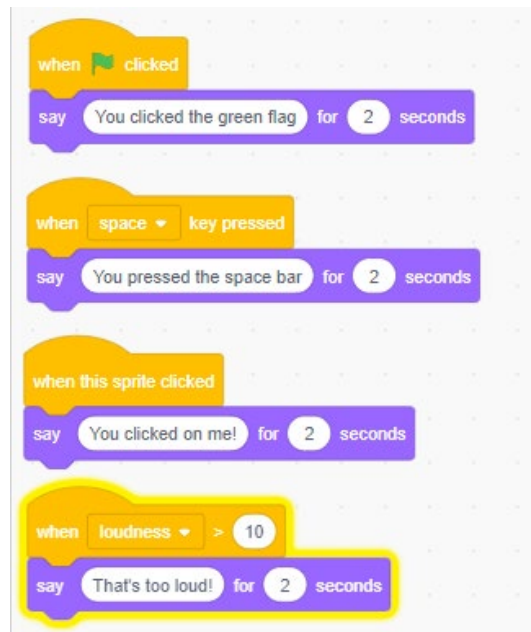 when clicked
say You clicked the green flag for 2 seconds
when space key pressed
say You pressed the space bar for 2 seconds
when this sprite clicked
say You clicked on me! for 2 seconds
when loudness > 10
say That's too loud! for 2 seconds